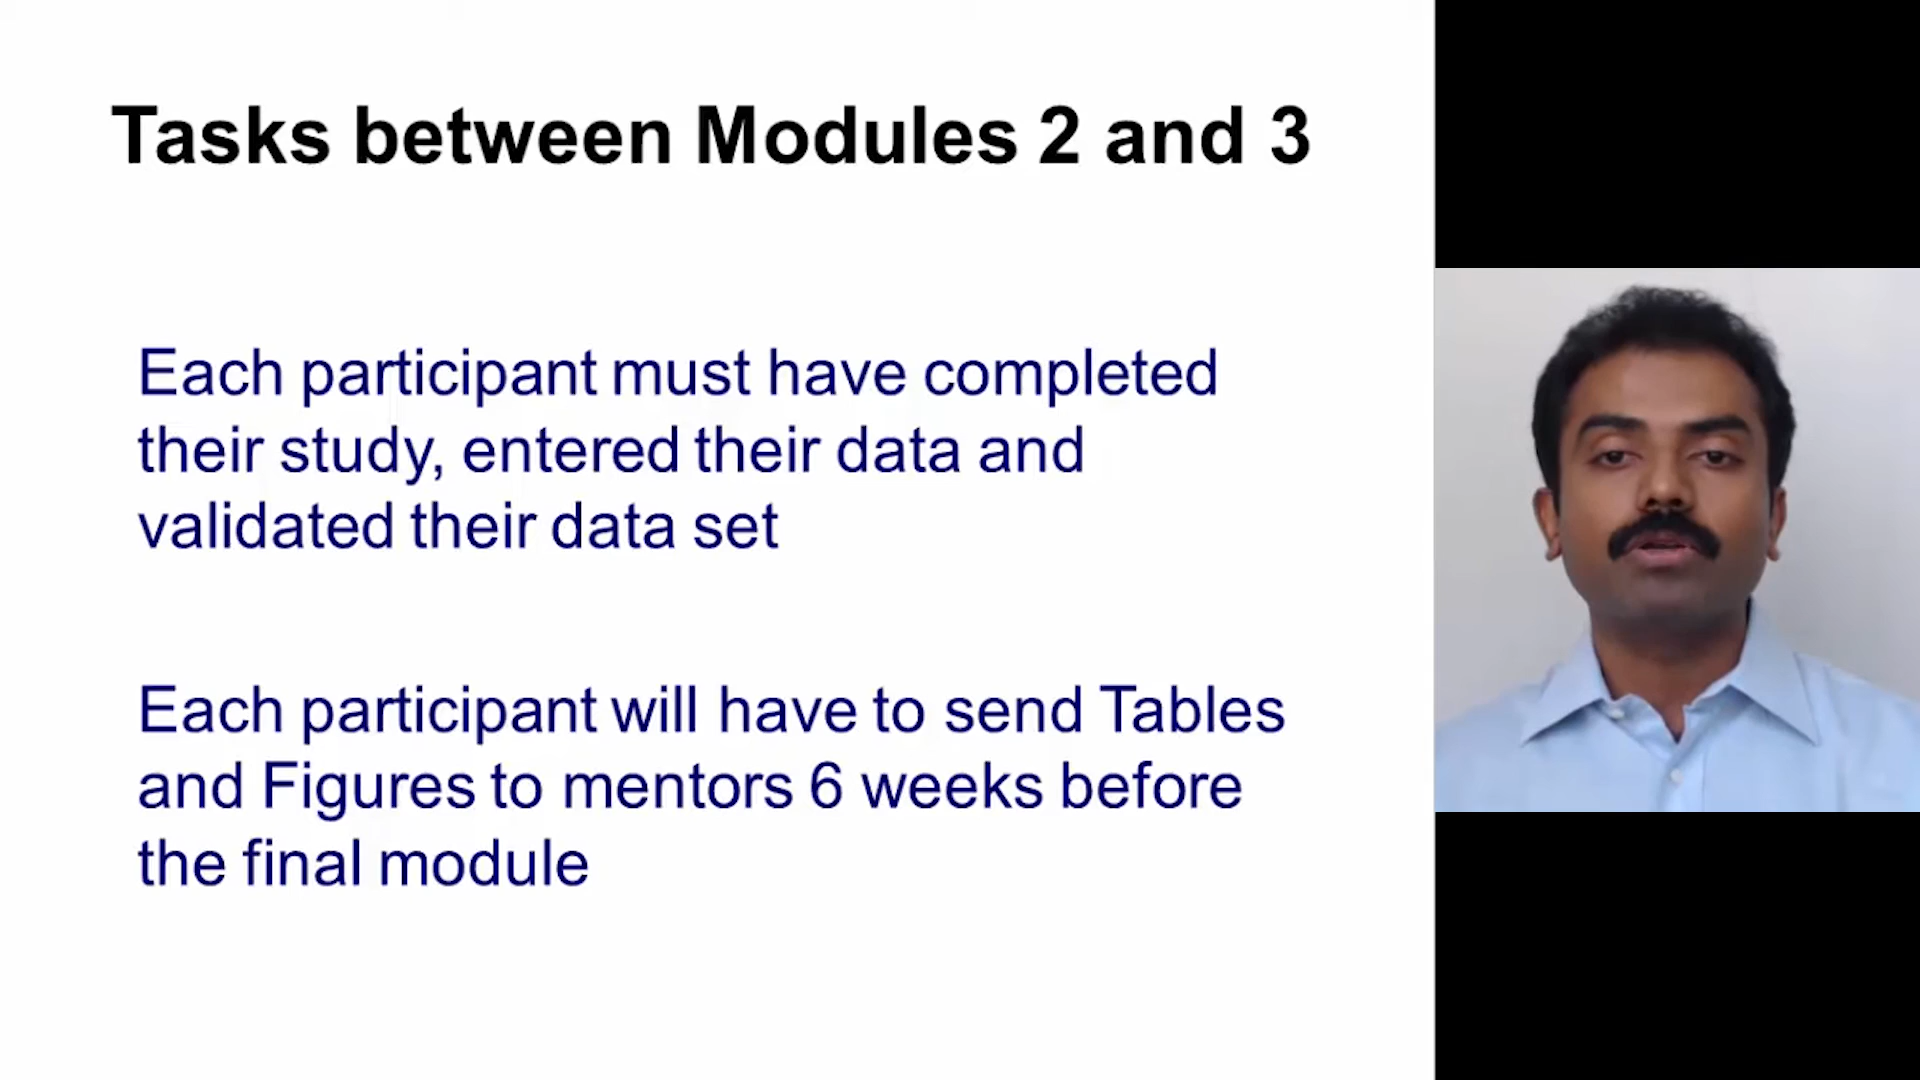 Tasks between Modules 2 and 3
Each participant must have completed
their study, entered their data and
validated their data set
Each participant will have to send Tables
and Figures to mentors 6 weeks before
the final module